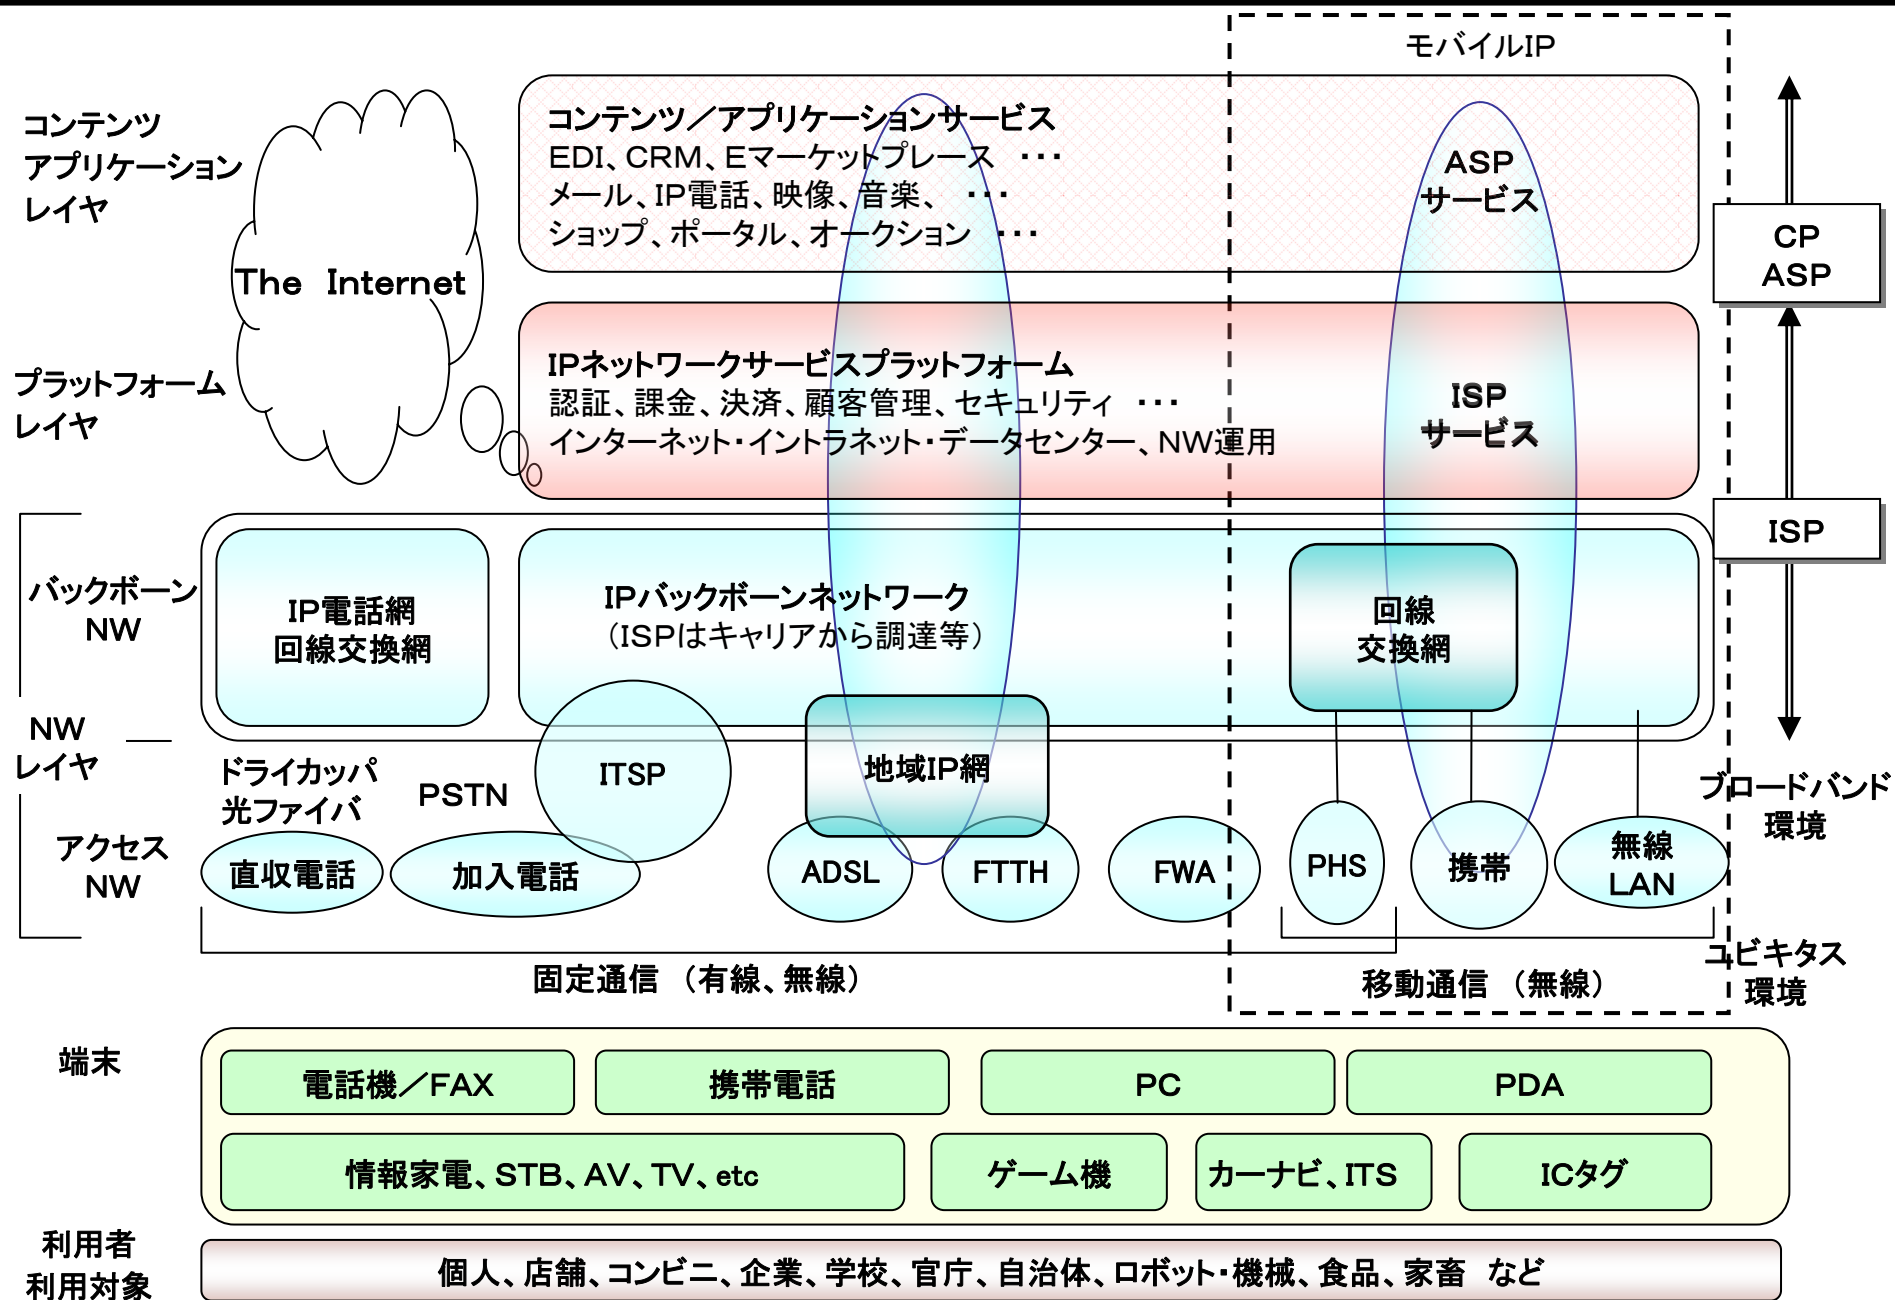 モバイルIP
コンテンツ
アプリケーション
レイヤ
コンテンツ／アプリケーションサービス
EDI、CRM、Eマーケットプレース ･･･
メール、IP電話、映像、音楽、 ･･･
ショップ、ポータル、オークション ･･･
ASP
サービス
CP
ASP
The Internet
プラットフォーム
レイヤ
IPネットワークサービスプラットフォーム
認証、課金、決済、顧客管理、セキュリティ ･･･
インターネット・イントラネット・データセンター、NW運用
ISP
サービス
ISP
バックボーン
NW
IP電話網
回線交換網
IPバックボーンネットワーク
（ISPはキャリアから調達等）
回線
交換網
NW
レイヤ
ドライカッパ
光ファイバ
PSTN
ITSP
地域IP網
ブロードバンド
環境
アクセス
NW
直収電話
加入電話
ADSL
FTTH
FWA
PHS
携帯
無線
LAN
固定通信 （有線、無線）
移動通信 （無線）
ユビキタス
環境
端末
電話機／FAX
携帯電話
PC
PDA
情報家電、STB、AV、TV、etc
ゲーム機
カーナビ、ITS
ICタグ
利用者
利用対象
個人、店舗、コンビニ、企業、学校、官庁、自治体、ロボット・機械、食品、家畜 など